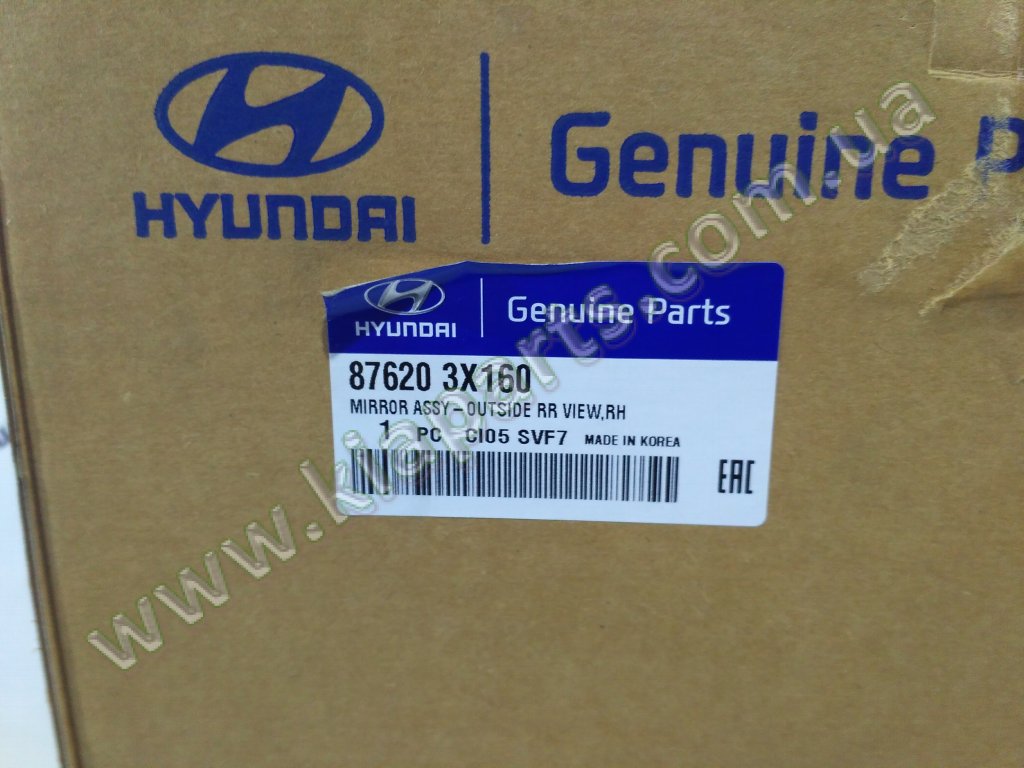 HYUNDAI
Genuine P
HYUNDAI
Genuine Parts
87620 3X160
MIRROR ASSY-OUTSIDE RR VIEW,RH
1 PC CI05 SVF7 MADE IN KOREA
EAC
www.kiaparts.com.ua